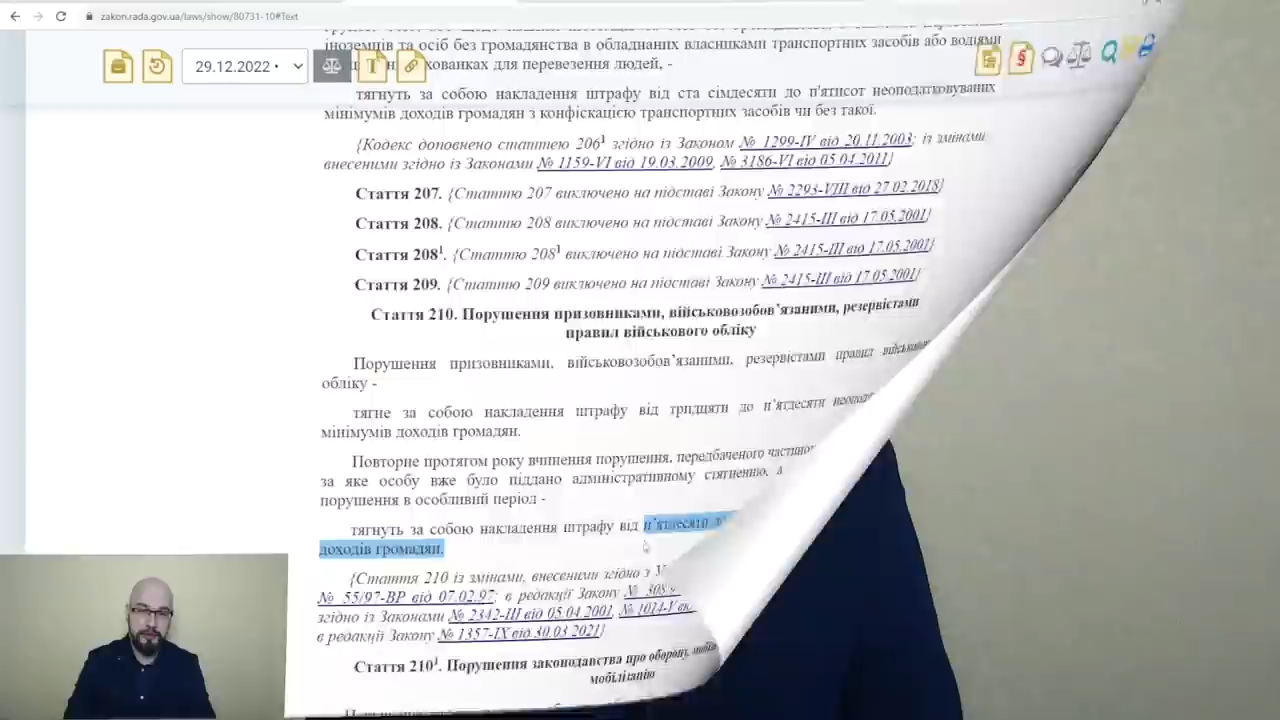 zakon.rada.gov.ua/laws/show/80731-10#Text
29.12.2022
іноземців та осіб без громадянства в обладнаних власниками транспортних засобів або водіями
для перевезення людей, -
тягнуть за собою накладення штрафу від ста сімдесяти до п'ятисот неоподатковуваних
мінімумів доходів громадян з конфіскацією транспортних засобів чи без такої.
{Кодекс доповнено статтею 206¹ згідно із Законом № 1299-IV від 20.11.2003; із змінами,
внесеними згідно із Законами № 1159-VI від 19.03.2009, № 3186-VI від 05.04.2011}
Стаття 207. {Статтю 207 виключено на підставі Закону № 2293-VIII від 27.02.2018}
Стаття 208. {Статтю 208 виключено на підставі Закону № 2415-III від 17.05.2001}
Стаття 208¹. {Статтю 208¹ виключено на підставі Закону № 2415-III від 17.05.2001}
Стаття 209. {Статтю 209 виключено на підставі Закону № 2415-III від 17.05.2001}
Стаття 210. Порушення призовниками, військовозобов'язаними, резервістами
правил військового обліку
Порушення призовниками, військовозобов'язаними, резервістами правил
обліку -
тягне за собою накладення штрафу від тридцяти до п'ятдесяти
мінімумів доходів громадян.
Повторне протягом року вчинення порушення, передбаченого
за яке особу вже було піддано адміністративному стягненню, а
порушення в особливий період -
тягнуть за собою накладення штрафу від п'ятдесяти
доходів громадян.
{Стаття 210 із змінами, внесеними згідно з
№ 55/97-ВР від 07.02.97; в редакції Закону №
згідно із Законами № 2342-III від 05.04.2001, № 1014-V
в редакції Закону № 1357-IX від 30.03.2021}
Стаття 210¹. Порушення законодавства про оборону,
мобілізацію